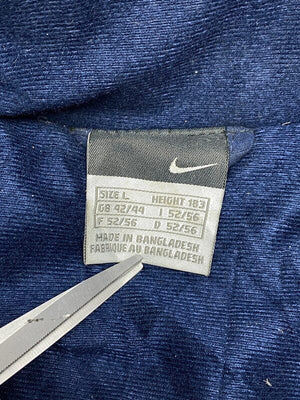 SIZE L HEIGHT 183
GB 42/44 I 52/56
F 52/56 D 52/56
MADE IN BANGLADESH
FABRIQUE AU BANGLADESH